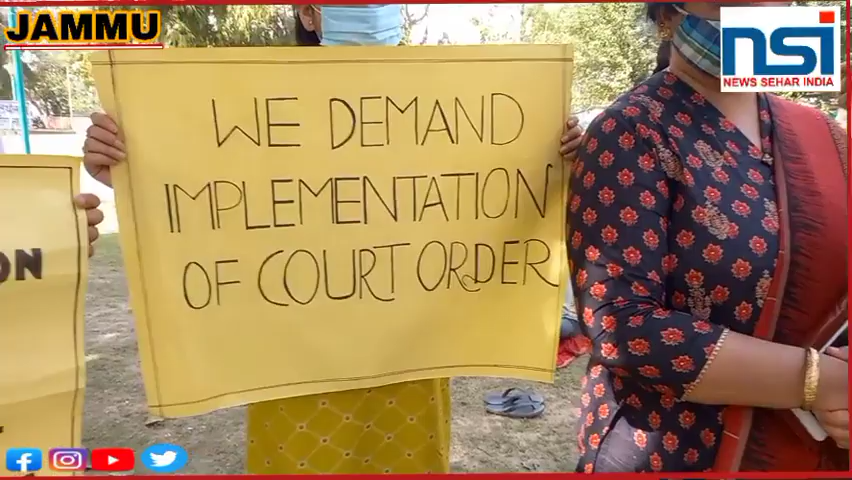 JAMMU
nsi
NEWS SEHAR INDIA
WE DEMAND
IMPLEMENTATION
OF COURT ORDER
ON